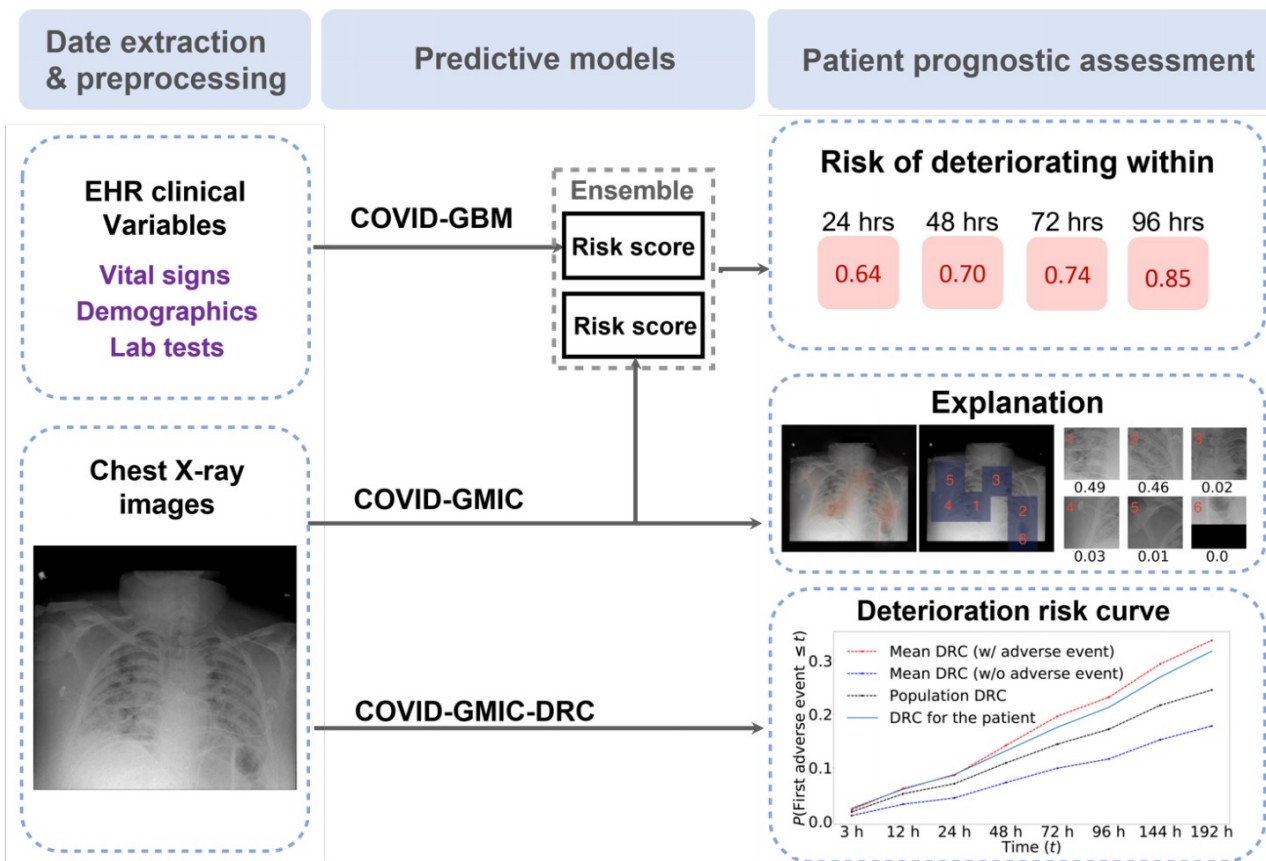 Date extraction
& preprocessing
Predictive models
Patient prognostic assessment
EHR clinical
Variables
Vital signs
Demographics
Lab tests
Chest X-ray
images
COVID-GBM
COVID-GMIC
COVID-GMIC-DRC
Ensemble
Risk score
Risk score
Risk of deteriorating within
24 hrs 48 hrs 72 hrs 96 hrs
0.64 0.70 0.74 0.85
Explanation
5 3
4 1 2
6
1 2 3
0.49 0.46 0.02
4 5 6
0.03 0.01 0.0
Deterioration risk curve
P(First adverse event ≤ t)
0.3
0.2
0.1
0.0
Mean DRC (w/ adverse event)
Mean DRC (w/o adverse event)
Population DRC
DRC for the patient
3 h 12 h 24 h 48 h 72 h 96 h 144 h 192 h
Time (t)